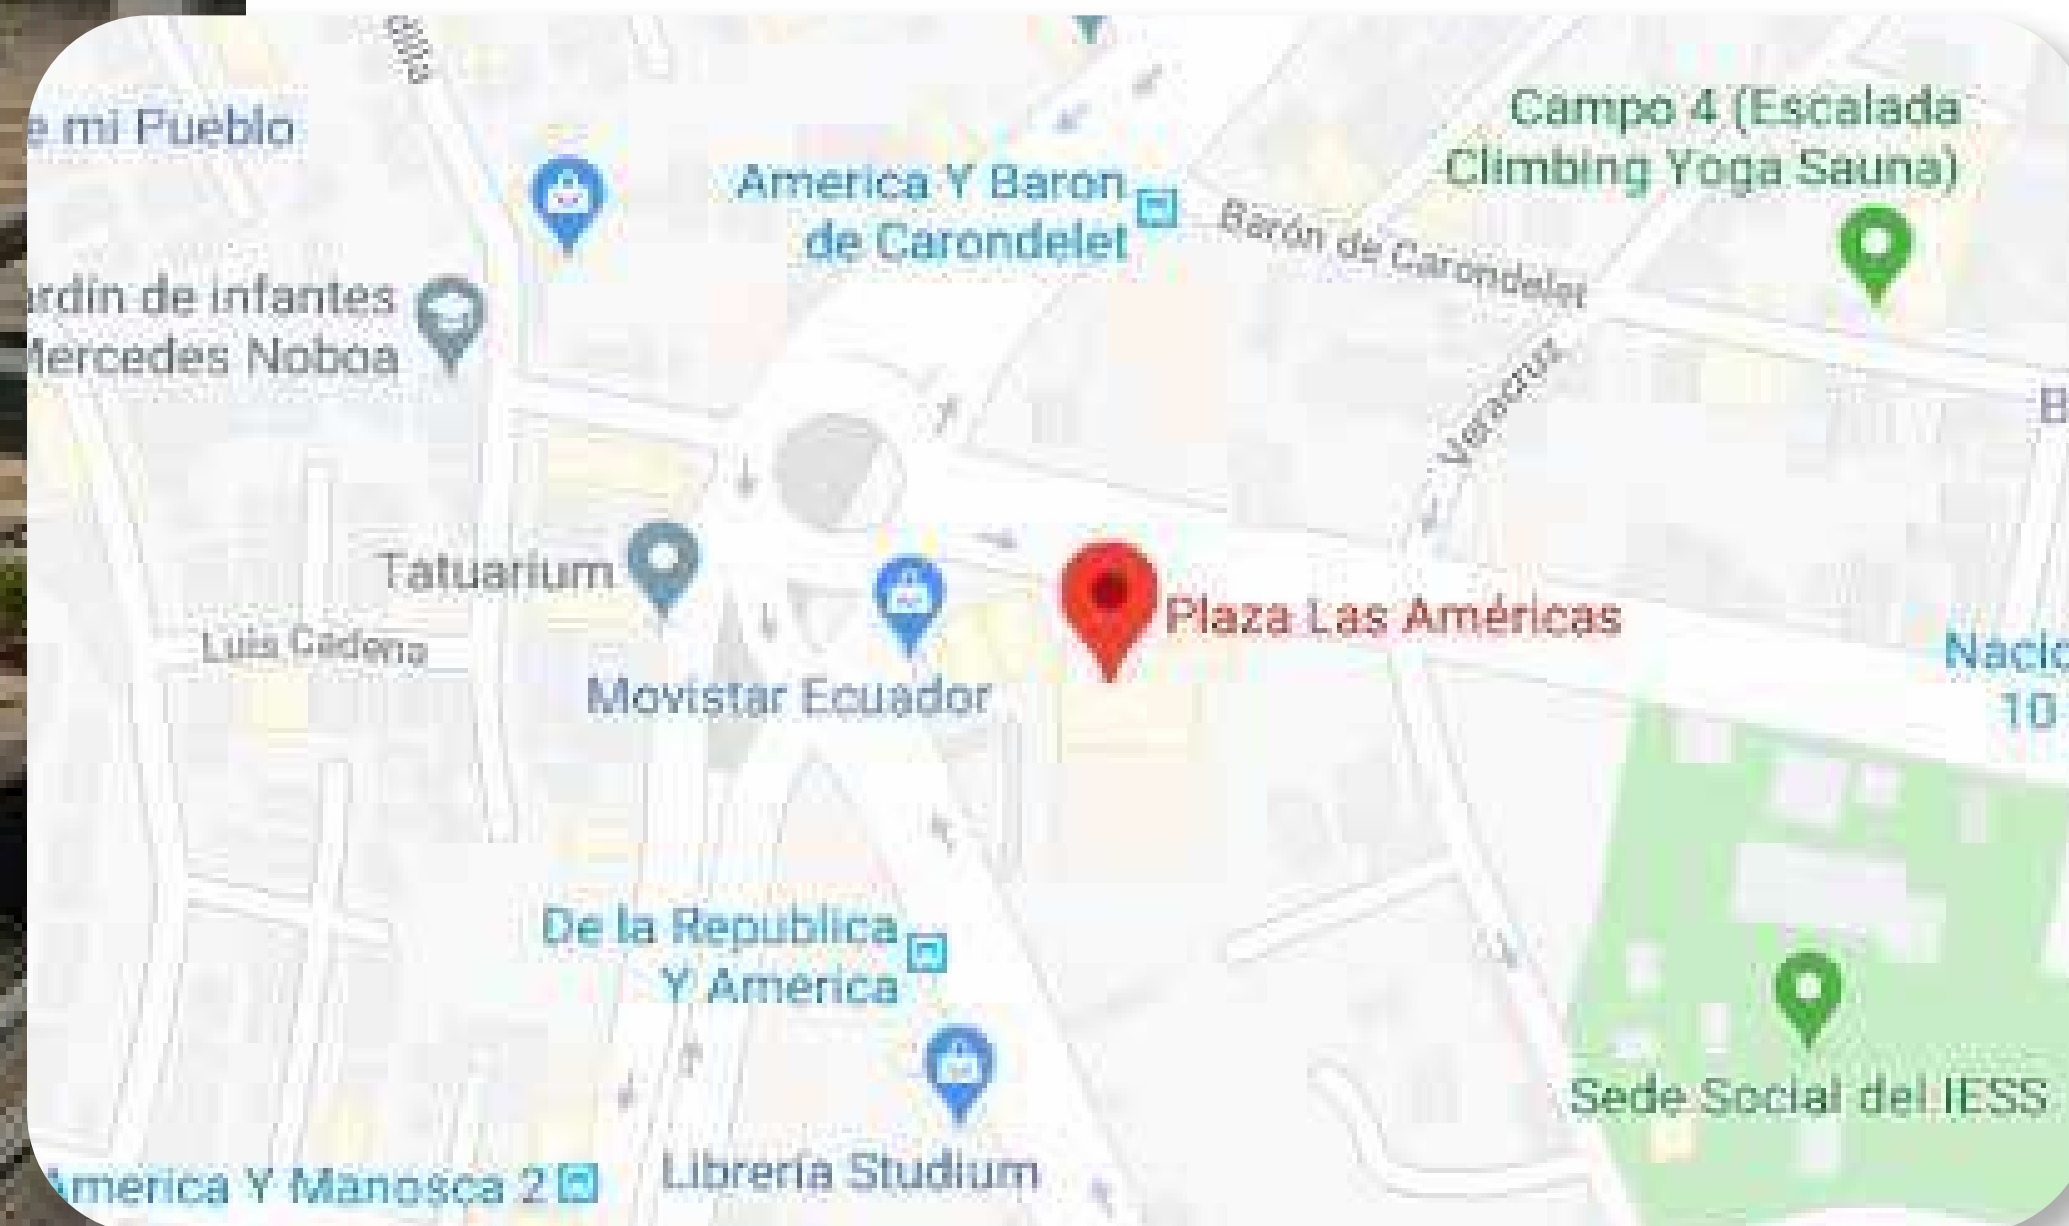 e mi Pueblo
Campo 4 (Escalada
Climbing Yoga Sauna)
America Y Baron
de Carondelet
Barón de Carondelet
ardín de infantes
Mercedes Noboa
Veracruz
B
Tatuarium
Plaza Las Américas
Luis Cadena
Movistar Ecuador
Nacio
10
De la Republica
Y América
Sede Social del IESS
Librería Studium
America Y Manosca 2